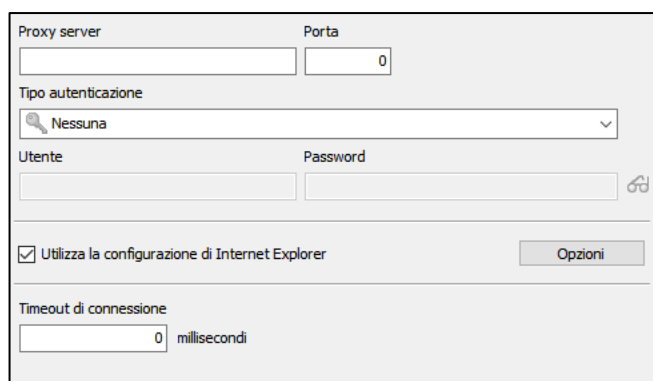 Proxy server Porta
0
Tipo autenticazione
Nessuna
Utente Password
Utilizza la configurazione di Internet Explorer Opzioni
Timeout di connessione
0 millisecondi